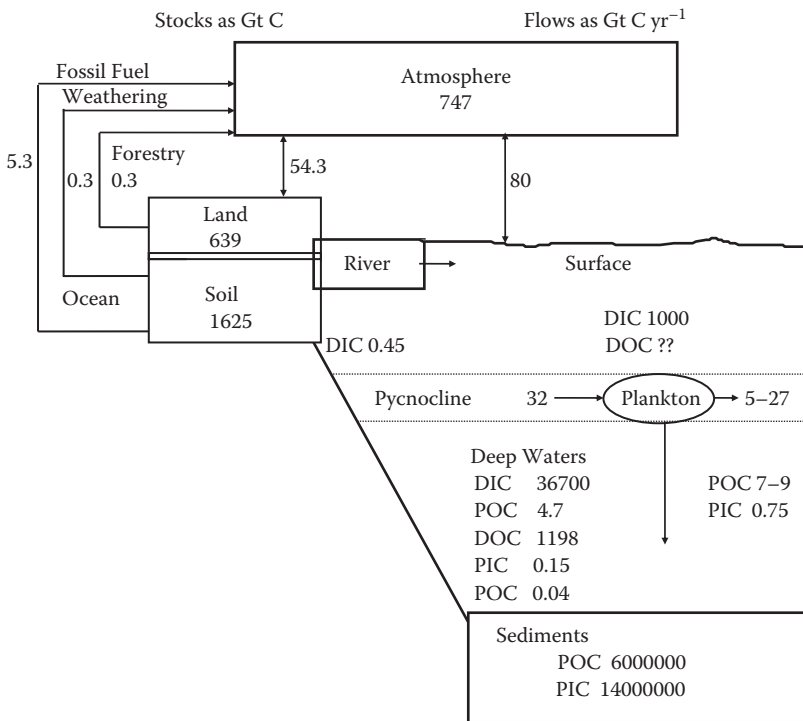 Stocks as Gt C
Flows as Gt C yr⁻¹
Fossil Fuel
Weathering
Atmosphere
747
5.3
0.3
Forestry
0.3
54.3
80
Land
639
River
Surface
Ocean
Soil
1625
DIC 1000
DOC ??
DIC 0.45
Pycnocline
32
Plankton
5–27
Deep Waters
DIC 36700
POC 4.7
DOC 1198
PIC 0.15
POC 0.04
POC 7–9
PIC 0.75
Sediments
POC 6000000
PIC 14000000